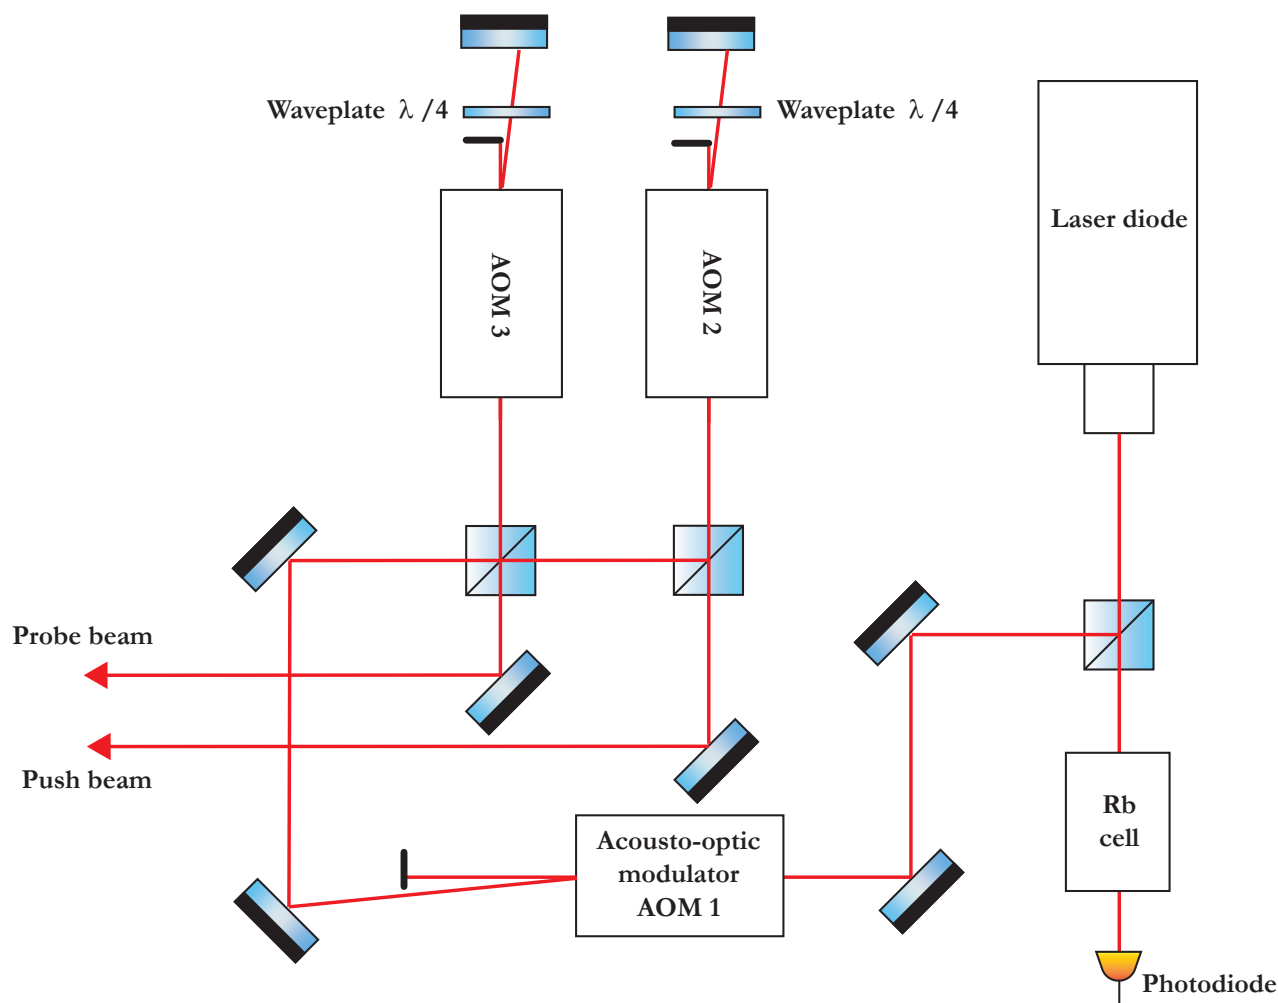 Waveplate λ /4
Waveplate λ /4
Laser diode
AOM 3
AOM 2
Probe beam
Push beam
Acousto-optic
modulator
AOM 1
Rb
cell
Photodiode